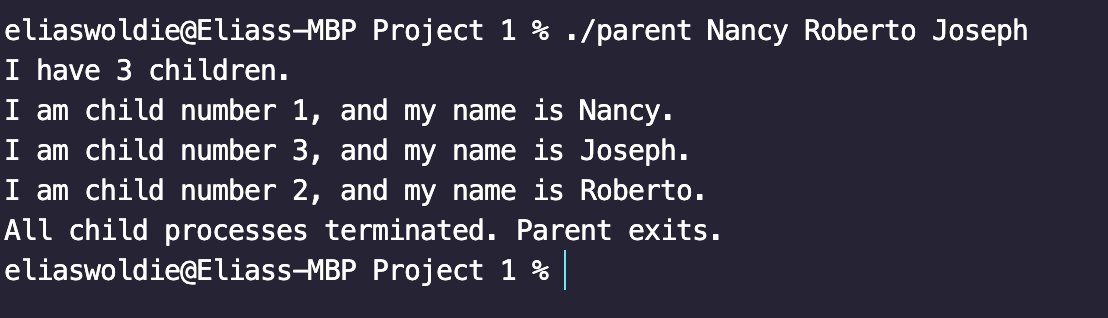 eliaswoldie@Eliass-MBP Project 1 % ./parent Nancy Roberto Joseph
I have 3 children.
I am child number 1, and my name is Nancy.
I am child number 3, and my name is Joseph.
I am child number 2, and my name is Roberto.
All child processes terminated. Parent exits.
eliaswoldie@Eliass-MBP Project 1 %